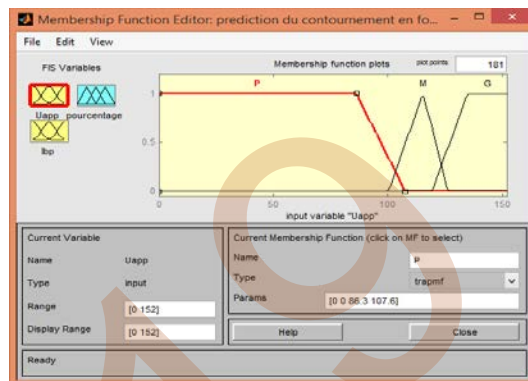 Membership Function Editor: prediction du contournement en fo...
File Edit View
FIS Variables
Membership function plots
plot points:
181
Uapp
pourcentage
Ibp
P
M
G
1
0.5
0
0
50
100
150
input variable "Uapp"
Current Variable
Name
Uapp
Type
input
Range
[0 152]
Display Range
[0 152]
Current Membership Function (click on MF to select)
Name
P
Type
trapmf
Params
[0 0 86.3 107.6]
Help
Close
Ready